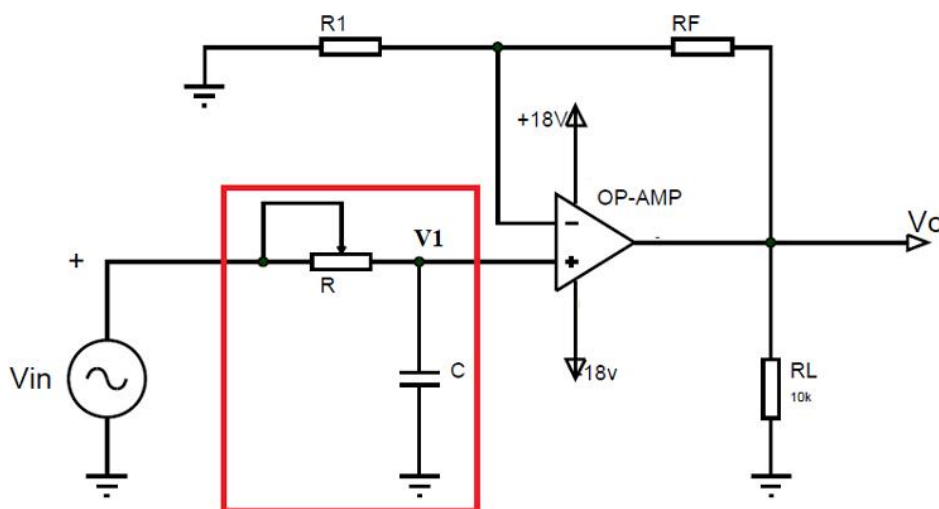 R1
RF
+18V
OP-AMP
Vo
V1
+
R
-
+
Vin
C
-18v
RL
10k